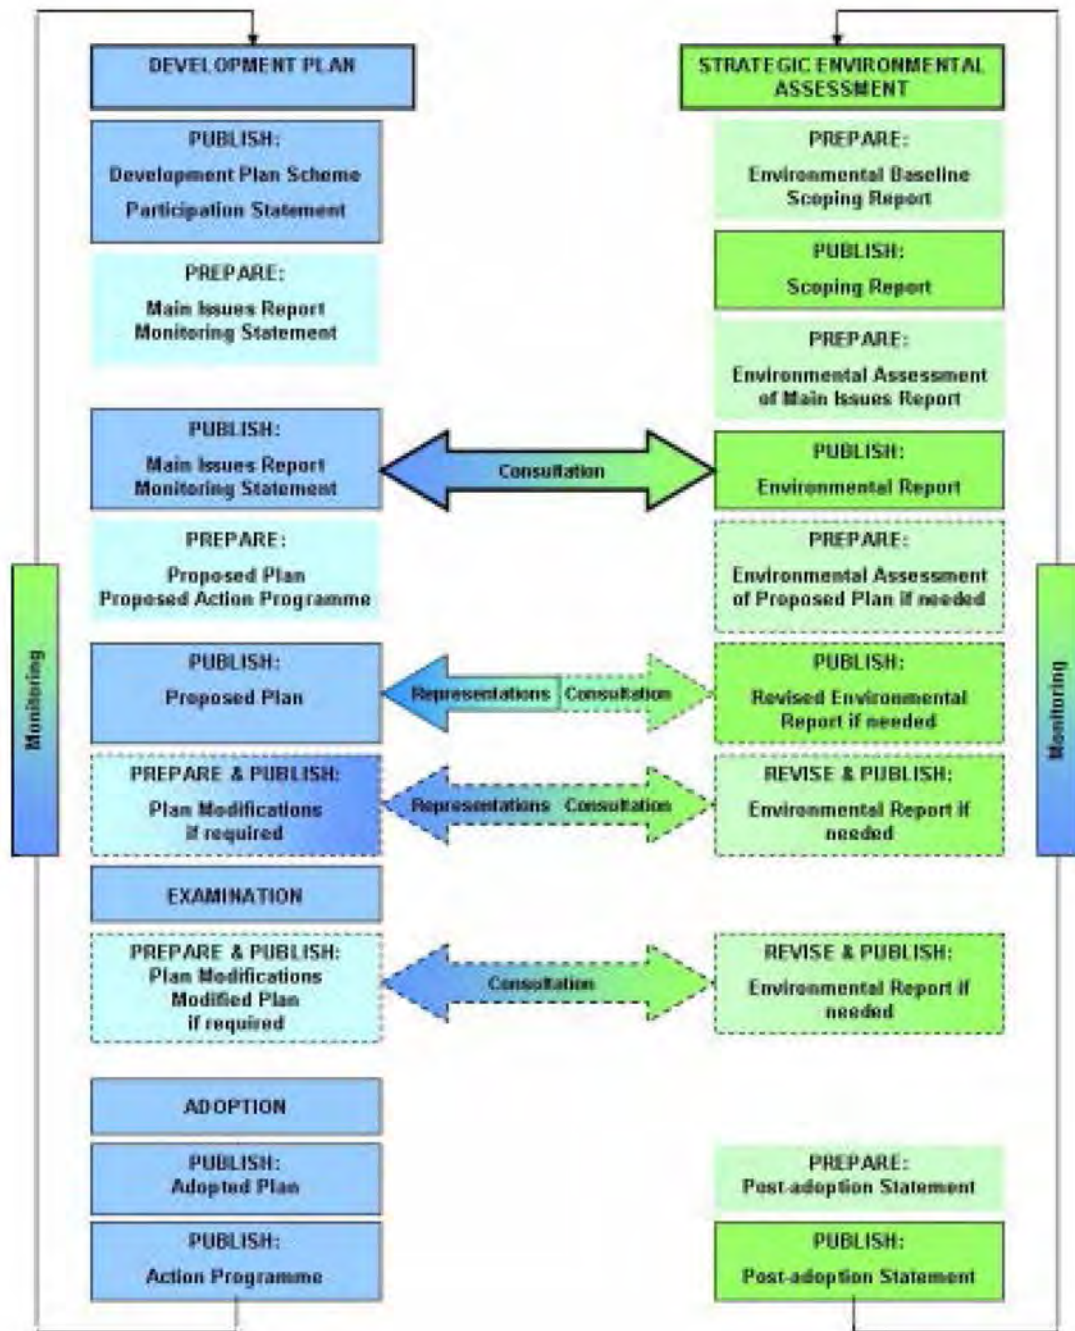 DEVELOPMENT PLAN
PUBLISH:
Development Plan Scheme
Participation Statement
PREPARE:
Main Issues Report
Monitoring Statement
PUBLISH:
Main Issues Report
Monitoring Statement
PREPARE:
Proposed Plan
Proposed Action Programme
PUBLISH:
Proposed Plan
PREPARE & PUBLISH:
Plan Modifications
if required
EXAMINATION
PREPARE & PUBLISH:
Plan Modifications
Modified Plan
if required
ADOPTION
PUBLISH:
Adopted Plan
PUBLISH:
Action Programme
Monitoring
Consultation
Representations
Consultation
Representations
Consultation
Consultation
STRATEGIC ENVIRONMENTAL
ASSESSMENT
PREPARE:
Environmental Baseline
Scoping Report
PUBLISH:
Scoping Report
PREPARE:
Environmental Assessment
of Main Issues Report
PUBLISH:
Environmental Report
PREPARE:
Environmental Assessment
of Proposed Plan if needed
PUBLISH:
Revised Environmental
Report if needed
REVISE & PUBLISH:
Environmental Report if
needed
REVISE & PUBLISH:
Environmental Report if
needed
PREPARE:
Post-adoption Statement
PUBLISH:
Post-adoption Statement
Monitoring